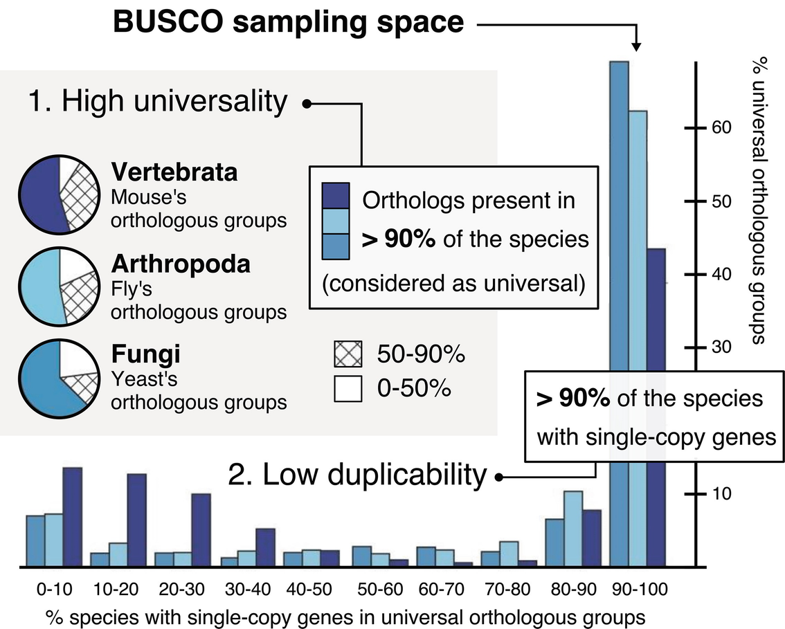 BUSCO sampling space
1. High universality
Vertebrata
Mouse's
orthologous groups
Arthropoda
Fly's
orthologous groups
Fungi
Yeast's
orthologous groups
Orthologs present in
> 90% of the species
(considered as universal)
50-90%
0-50%
% universal orthologous groups
60
50
40
30
10
> 90% of the species
with single-copy genes
2. Low duplicability
0-10 10-20 20-30 30-40 40-50 50-60 60-70 70-80 80-90 90-100
% species with single-copy genes in universal orthologous groups